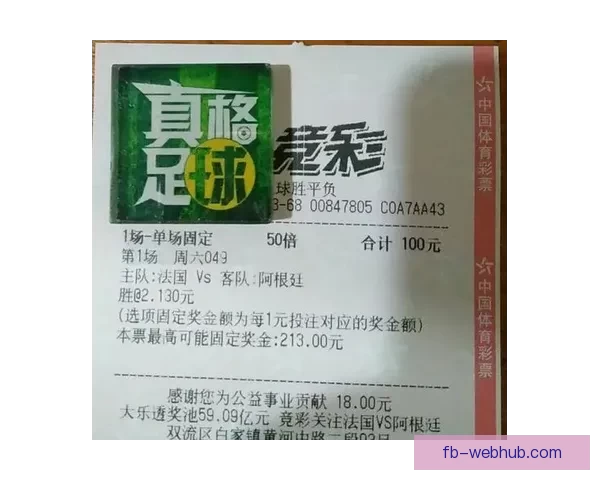 真格
足球
竞彩
球胜平负
3-68 00847805 C0A7AA43
1场-单场固定 50倍 合计 100元
第1场 周六049
主队:法国 Vs 客队:阿根廷
胜@2.130元
(选项固定奖金额为每1元投注对应的奖金额)
本票最高可能固定奖金:213.00元
感谢您为公益事业贡献 18.00元
大乐透奖池59.09亿元 竞彩关注法国VS阿根廷
双流区白家镇黄河中路二段
中国体育彩票
中国体育彩票
fb-webhub.com